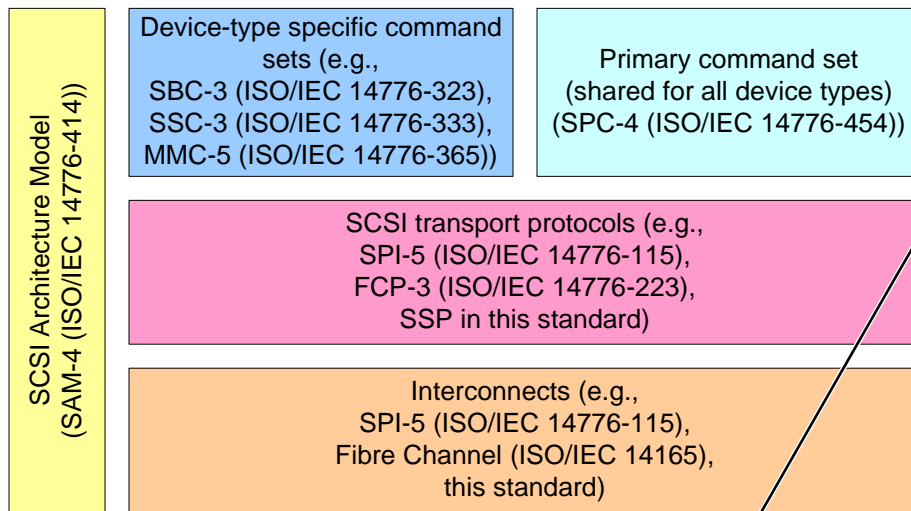 SCSI Architecture Model
(SAM-4 (ISO/IEC 14776-414))
Device-type specific command
sets (e.g.,
SBC-3 (ISO/IEC 14776-323),
SSC-3 (ISO/IEC 14776-333),
MMC-5 (ISO/IEC 14776-365))
Primary command set
(shared for all device types)
(SPC-4 (ISO/IEC 14776-454))
SCSI transport protocols (e.g.,
SPI-5 (ISO/IEC 14776-115),
FCP-3 (ISO/IEC 14776-223),
SSP in this standard)
Interconnects (e.g.,
SPI-5 (ISO/IEC 14776-115),
Fibre Channel (ISO/IEC 14165),
this standard)